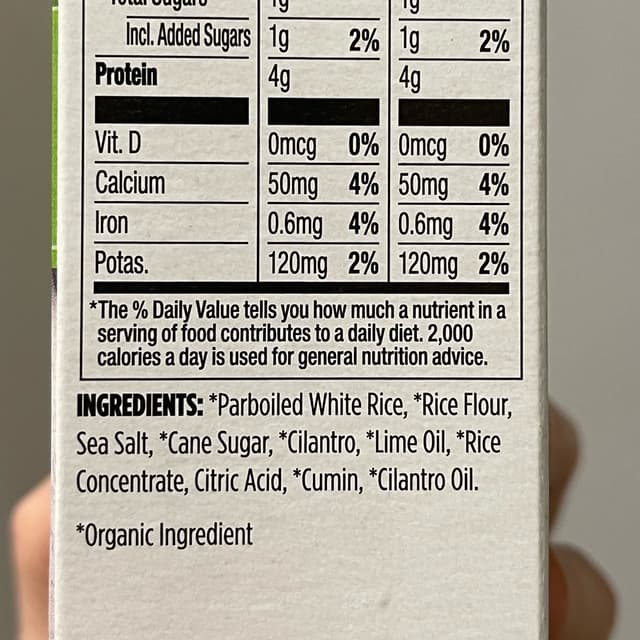 Total Sugars 1g 1g
Incl. Added Sugars 1g 2% 1g 2%
Protein 4g 4g
Vit. D 0mcg 0% 0mcg 0%
Calcium 50mg 4% 50mg 4%
Iron 0.6mg 4% 0.6mg 4%
Potas. 120mg 2% 120mg 2%
*The % Daily Value tells you how much a nutrient in a
serving of food contributes to a daily diet. 2,000
calories a day is used for general nutrition advice.
INGREDIENTS: *Parboiled White Rice, *Rice Flour,
Sea Salt, *Cane Sugar, *Cilantro, *Lime Oil, *Rice
Concentrate, Citric Acid, *Cumin, *Cilantro Oil.
*Organic Ingredient